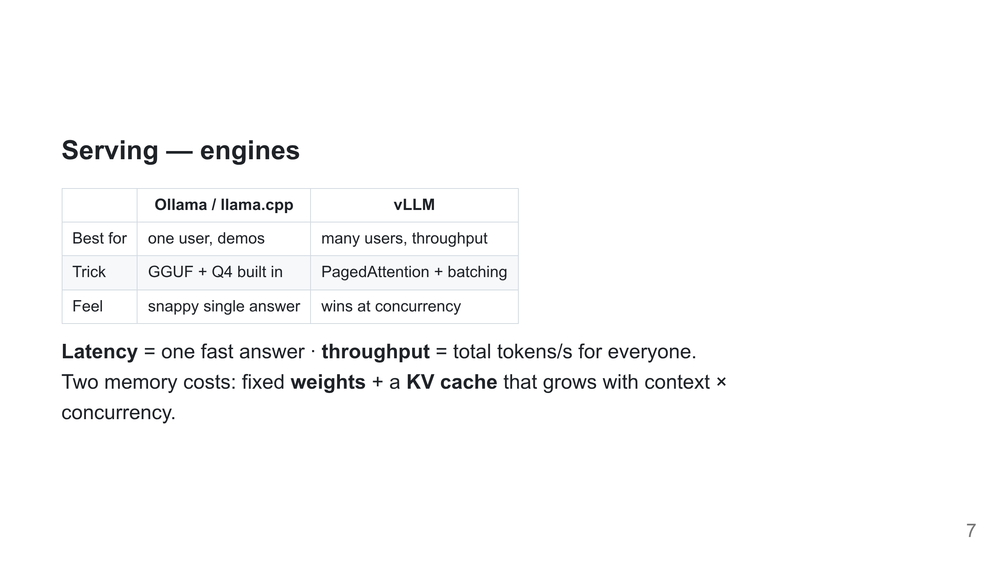 Serving — engines
Ollama / llama.cpp vLLM
Best for one user, demos many users, throughput
Trick GGUF + Q4 built in PagedAttention + batching
Feel snappy single answer wins at concurrency
Latency = one fast answer · throughput = total tokens/s for everyone.
Two memory costs: fixed weights + a KV cache that grows with context ×
concurrency.
7